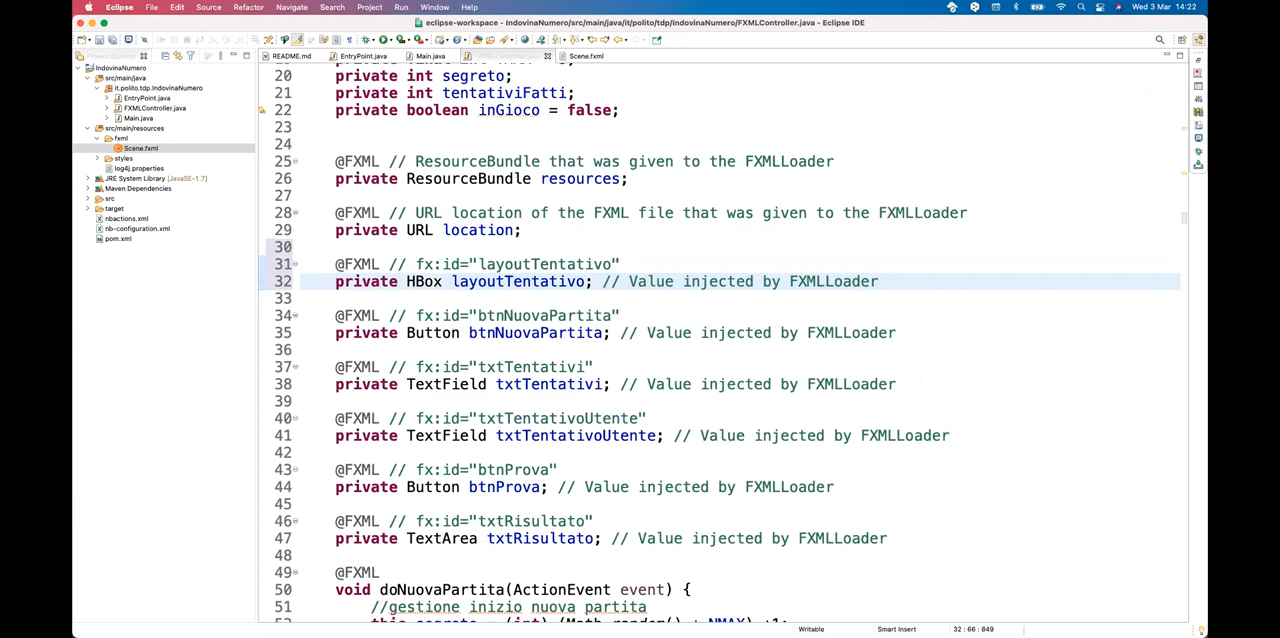 Eclipse File Edit Source Refactor Navigate Search Project Run Window Help Wed 3 Mar 14:22
eclipse-workspace - IndovinaNumero/src/main/java/it/polito/tdp/IndovinaNumero/FXMLController.java - Eclipse IDE
README.md EntryPoint.java Main.java Scene.fxml
IndovinaNumero
src/main/java
it.polito.tdp.IndovinaNumero
EntryPoint.java
FXMLController.java
Main.java
src/main/resources
fxml
Scene.fxml
styles
log4j.properties
JRE System Library [JavaSE-1.7]
Maven Dependencies
src
target
nbactions.xml
nb-configuration.xml
pom.xml
20 private int segreto;
21 private int tentativiFatti;
22 private boolean inGioco = false;
23
24
25 @FXML // ResourceBundle that was given to the FXMLLoader
26 private ResourceBundle resources;
27
28 @FXML // URL location of the FXML file that was given to the FXMLLoader
29 private URL location;
30
31 @FXML // fx:id="layoutTentativo"
32 private HBox layoutTentativo; // Value injected by FXMLLoader
33
34 @FXML // fx:id="btnNuovaPartita"
35 private Button btnNuovaPartita; // Value injected by FXMLLoader
36
37 @FXML // fx:id="txtTentativi"
38 private TextField txtTentativi; // Value injected by FXMLLoader
39
40 @FXML // fx:id="txtTentativoUtente"
41 private TextField txtTentativoUtente; // Value injected by FXMLLoader
42
43 @FXML // fx:id="btnProva"
44 private Button btnProva; // Value injected by FXMLLoader
45
46 @FXML // fx:id="txtRisultato"
47 private TextArea txtRisultato; // Value injected by FXMLLoader
48
49 @FXML
50 void doNuovaPartita(ActionEvent event) {
51 //gestione inizio nuova partita
this.segreto = (int) (Math.random() * NMAX) +1;
Writable Smart Insert 32 : 66 : 849